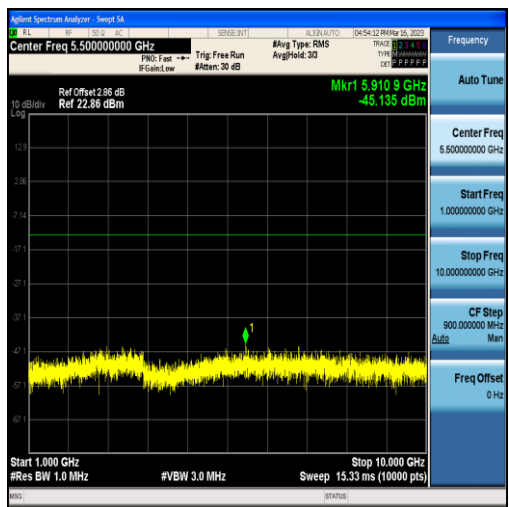 Agilent Spectrum Analyzer - Swept SA
RL RF 50 Ω AC SENSE:INT ALIGN AUTO 04:54:12 PM Mar 16, 2023
Center Freq 5.500000000 GHz #Avg Type: RMS TRACE 1 2 3 4 5 6 Frequency
PNO: Fast Trig: Free Run Avg|Hold: 3/3 TYPE
IFGain:Low #Atten: 30 dB DET P P P P P P
Auto Tune
Mkr1 5.910 9 GHz
Ref Offset 2.86 dB
10 dB/div Ref 22.86 dBm -45.135 dBm
Log
Center Freq
5.500000000 GHz
12.9
2.86
Start Freq
1.000000000 GHz
-7.14
-17.1
Stop Freq
10.000000000 GHz
-27.1
-37.1
CF Step
900.000000 MHz
Auto Man
1
-47.1
-57.1
Freq Offset
0 Hz
-67.1
Start 1.000 GHz Stop 10.000 GHz
#Res BW 1.0 MHz #VBW 3.0 MHz Sweep 15.33 ms (10000 pts)
MSG STATUS